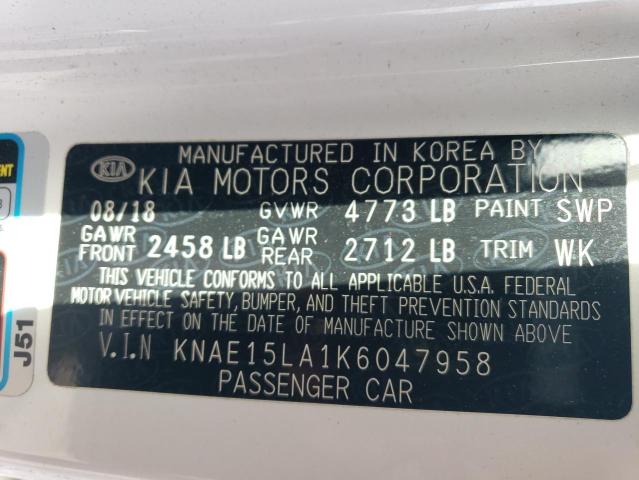 MANUFACTURED IN KOREA BY
KIA KIA MOTORS CORPORATION
08/18 GVWR 4773 LB PAINT SWP
GAWR FRONT 2458 LB GAWR REAR 2712 LB TRIM WK
THIS VEHICLE CONFORMS TO ALL APPLICABLE U.S.A. FEDERAL
MOTOR VEHICLE SAFETY, BUMPER, AND THEFT PREVENTION STANDARDS
IN EFFECT ON THE DATE OF MANUFACTURE SHOWN ABOVE
V.I.N KNAE15LA1K6047958
PASSENGER CAR
J51